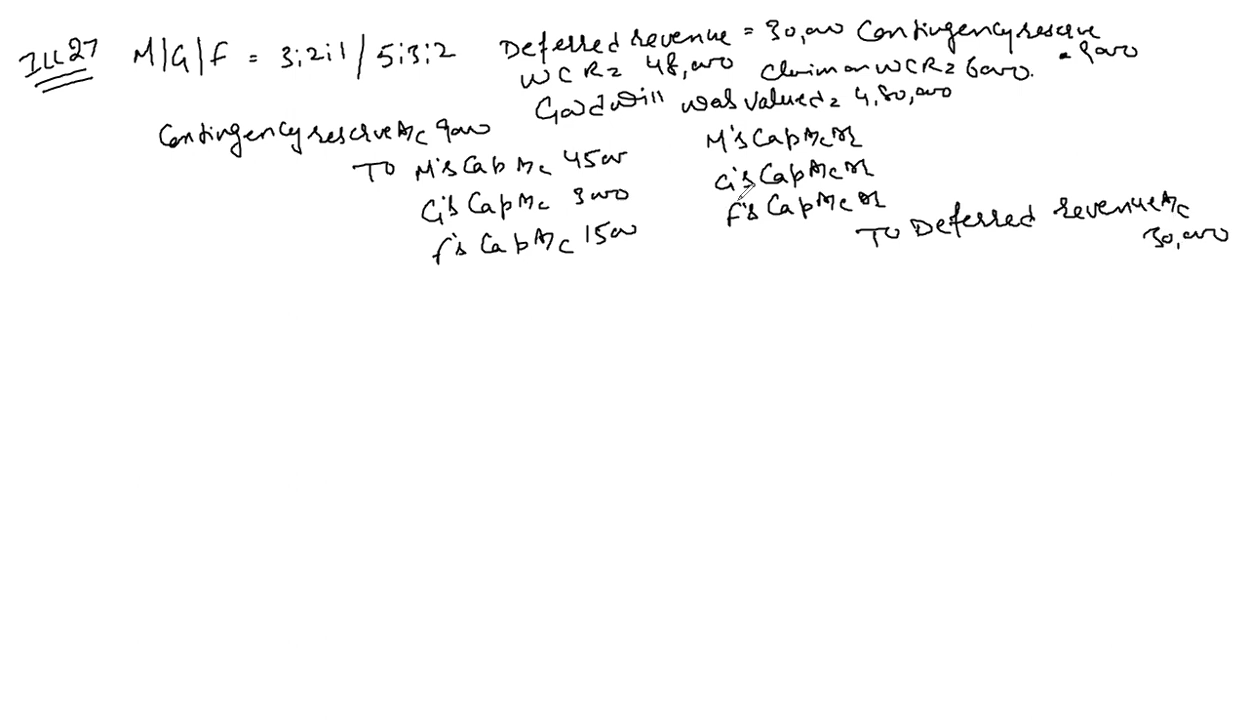 Ill 27 M/G/F = 3:2:1 / 5:3:2 Deferred revenue = 30,000 Contingency reserve = 9000
WCR = 48,000 Claim on WCR = 6000.
Goodwill was valued = 4,80,000
Contingency reserve A/c 9000
To M's Cap A/c 4500
G's Cap A/c 3000
F's Cap A/c 1500
M's Cap A/c Dr
G's Cap A/c Dr
F's Cap A/c Dr
To Deferred revenue A/c
30,000